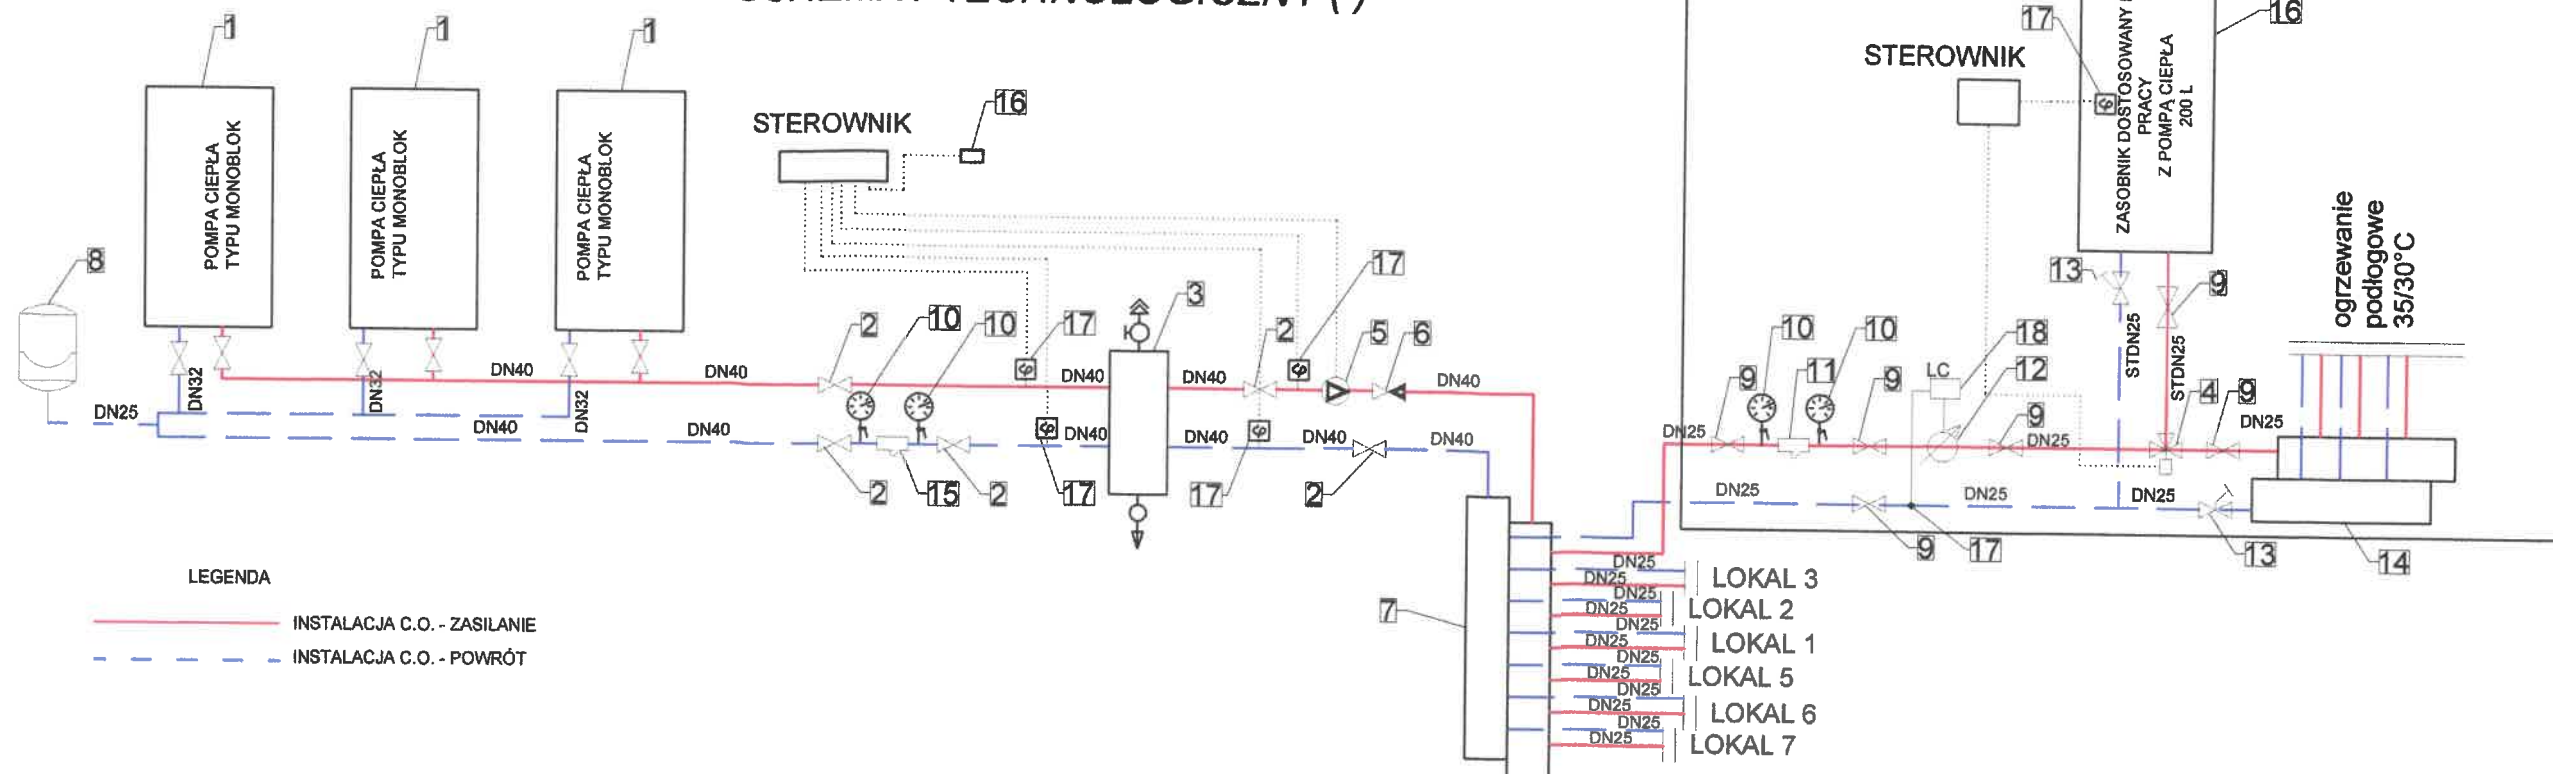 1
1
1
17
16
STEROWNIK
ZASOBNIK DOSTOSOWANY
PRACY
Z POMPĄ CIEPŁA
200 L
POMPA CIEPŁA
TYPU MONOBLOK
POMPA CIEPŁA
TYPU MONOBLOK
POMPA CIEPŁA
TYPU MONOBLOK
STEROWNIK
16
8
2
10
10
17
3
2
17
5
6
DN25
DN32
DN32
DN32
DN40
DN40
DN40
DN40
DN40
DN40
DN40
DN40
DN40
DN40
DN40
2
15
2
17
17
2
13
9
STDN25
STDN25
ogrzewanie
podłogowe
35/30°C
9
10
11
10
9
LC
18
12
9
4
9
DN25
DN25
DN25
DN25
DN25
DN25
9
17
13
14
7
DN25
DN25
LOKAL 3
DN25
DN25
LOKAL 2
DN25
DN25
LOKAL 1
DN25
DN25
LOKAL 5
DN25
DN25
LOKAL 6
DN25
DN25
LOKAL 7
LEGENDA
INSTALACJA C.O. - ZASILANIE
INSTALACJA C.O. - POWRÓT